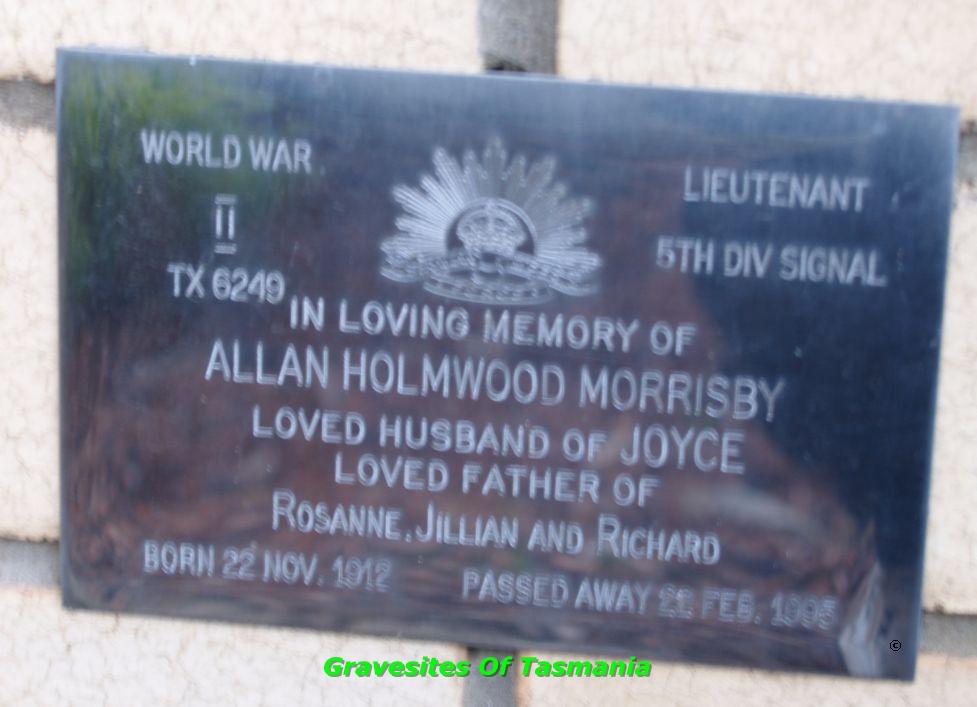 WORLD WAR
II
TX 6249
LIEUTENANT
5TH DIV SIGNAL
IN LOVING MEMORY OF
ALLAN HOLMWOOD MORRISBY
LOVED HUSBAND OF JOYCE
LOVED FATHER OF
ROSANNE, JILLIAN AND RICHARD
BORN 22 NOV. 1912
PASSED AWAY 22 FEB. 1995
©
Gravesites Of Tasmania